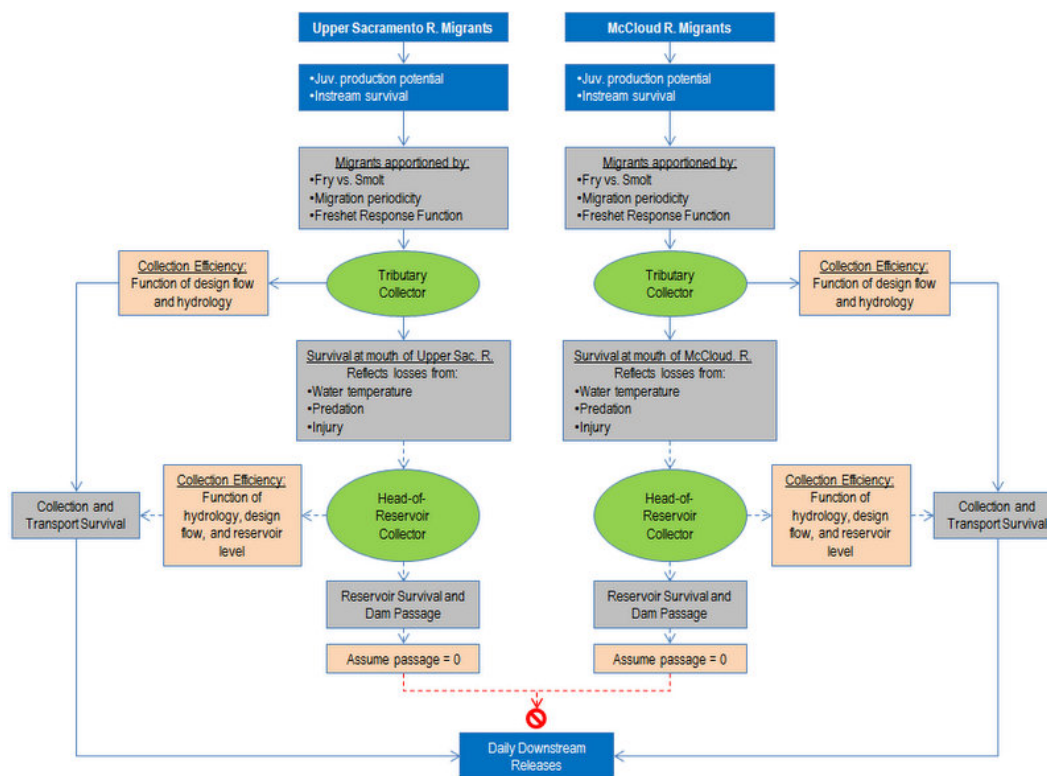 Upper Sacramento R. Migrants
McCloud R. Migrants
•Juv. production potential
•Instream survival
•Juv. production potential
•Instream survival
Migrants apportioned by:
•Fry vs. Smolt
•Migration periodicity
•Freshet Response Function
Migrants apportioned by:
•Fry vs. Smolt
•Migration periodicity
•Freshet Response Function
Collection Efficiency:
Function of design flow
and hydrology
Tributary
Collector
Tributary
Collector
Collection Efficiency:
Function of design flow
and hydrology
Survival at mouth of Upper Sac. R.
Reflects losses from:
•Water temperature
•Predation
•Injury
Survival at mouth of McCloud. R.
Reflects losses from:
•Water temperature
•Predation
•Injury
Collection and
Transport Survival
Collection Efficiency:
Function of
hydrology, design
flow, and reservoir
level
Head-of-
Reservoir
Collector
Head-of-
Reservoir
Collector
Collection Efficiency:
Function of
hydrology, design
flow, and reservoir
level
Collection and
Transport Survival
Reservoir Survival and
Dam Passage
Reservoir Survival and
Dam Passage
Assume passage = 0
Assume passage = 0
Daily Downstream
Releases